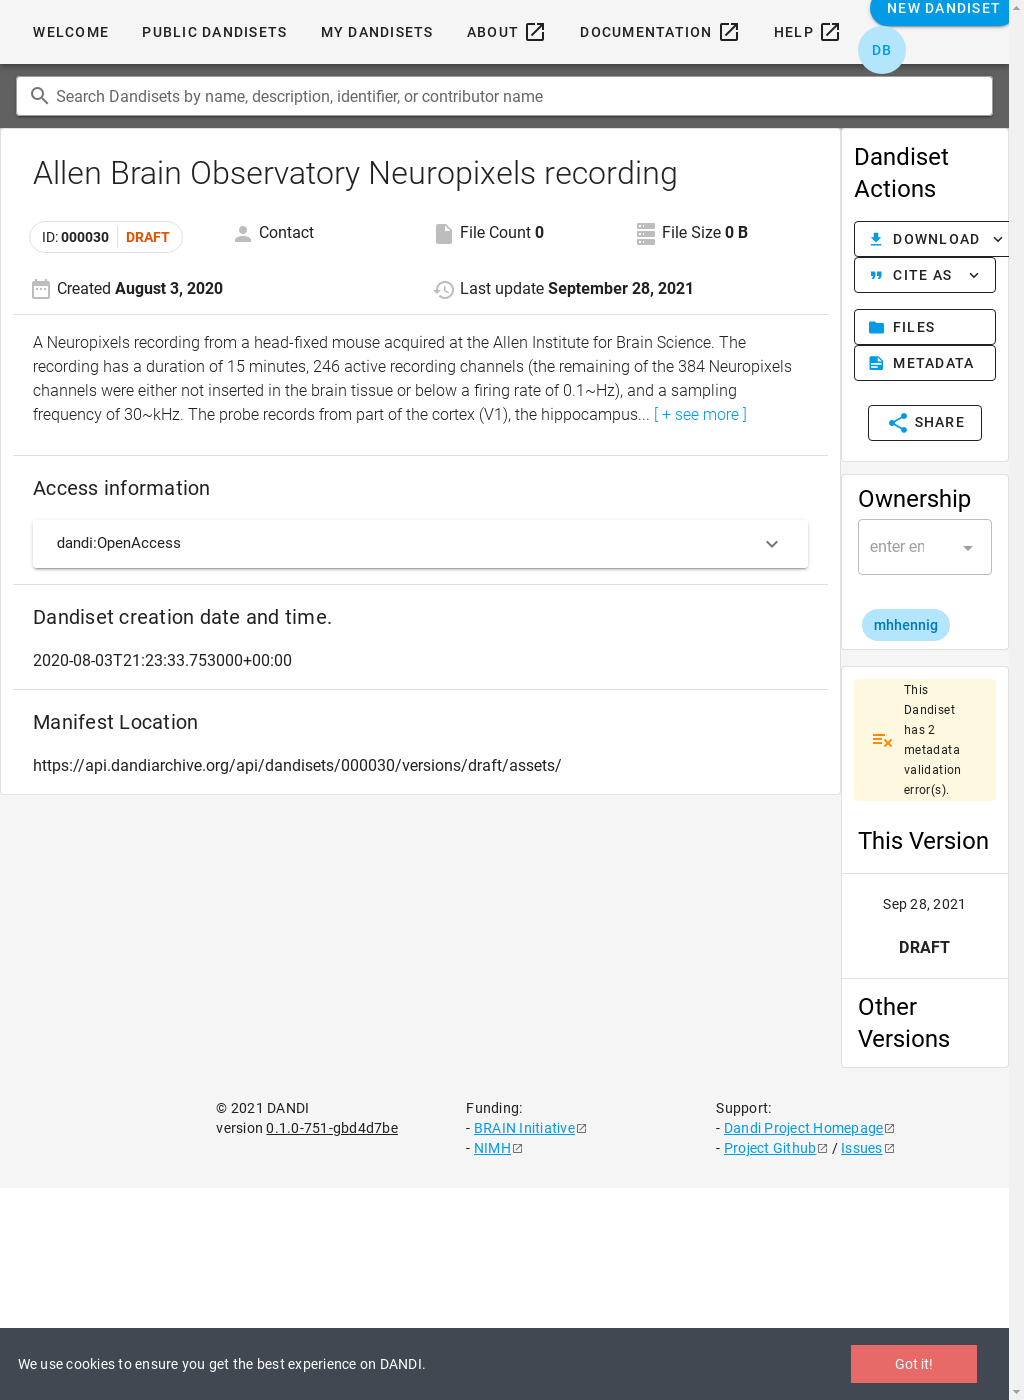 WELCOME PUBLIC DANDISETS MY DANDISETS ABOUT DOCUMENTATION HELP NEW DANDISET
DB
Search Dandisets by name, description, identifier, or contributor name
Allen Brain Observatory Neuropixels recording
ID: 000030 DRAFT Contact File Count 0 File Size 0 B
Created August 3, 2020 Last update September 28, 2021
A Neuropixels recording from a head-fixed mouse acquired at the Allen Institute for Brain Science. The
recording has a duration of 15 minutes, 246 active recording channels (the remaining of the 384 Neuropixels
channels were either not inserted in the brain tissue or below a firing rate of 0.1~Hz), and a sampling
frequency of 30~kHz. The probe records from part of the cortex (V1), the hippocampus... [ + see more ]
Access information
dandi:OpenAccess
Dandiset creation date and time.
2020-08-03T21:23:33.753000+00:00
Manifest Location
https://api.dandiarchive.org/api/dandisets/000030/versions/draft/assets/
Dandiset
Actions
DOWNLOAD
CITE AS
FILES
METADATA
SHARE
Ownership
enter en
mhhennig
This
Dandiset
has 2
metadata
validation
error(s).
This Version
Sep 28, 2021
DRAFT
Other
Versions
© 2021 DANDI
version 0.1.0-751-gbd4d7be
Funding:
- BRAIN Initiative
- NIMH
Support:
- Dandi Project Homepage
- Project Github / Issues
We use cookies to ensure you get the best experience on DANDI.
Got it!